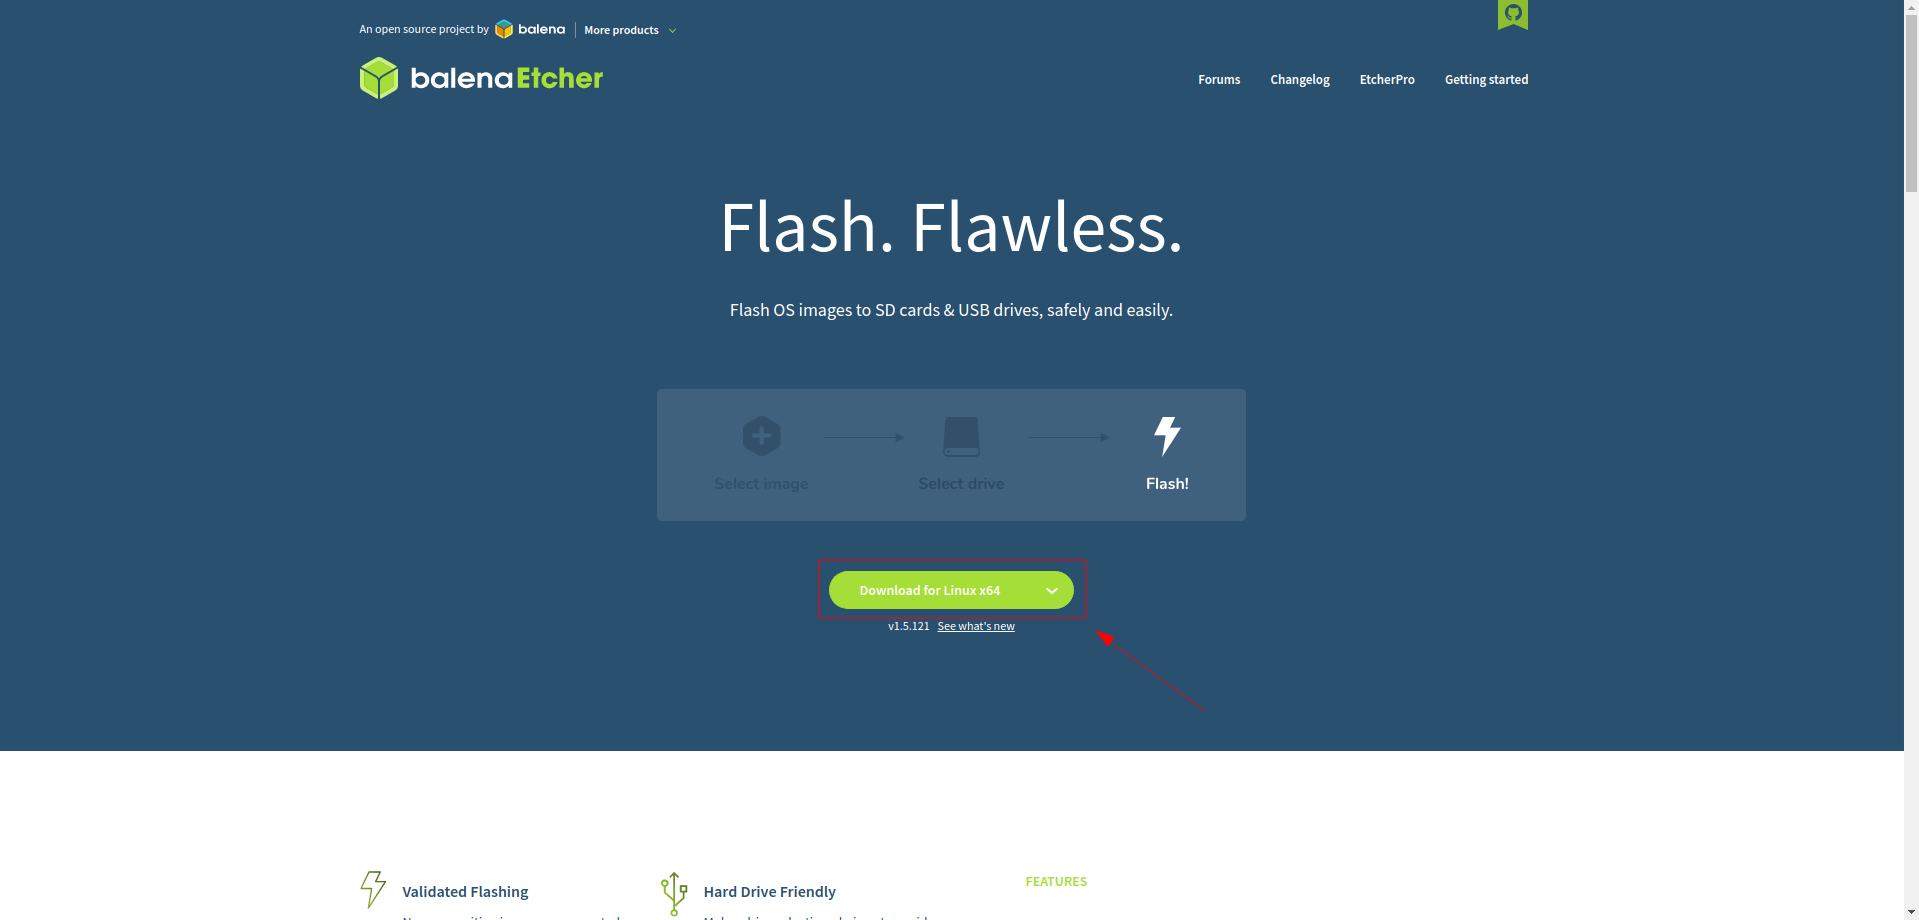 An open source project by balena More products
balenaEtcher
Forums Changelog EtcherPro Getting started
Flash. Flawless.
Flash OS images to SD cards & USB drives, safely and easily.
Select image Select drive Flash!
Download for Linux x64
v1.5.121 See what's new
Validated Flashing Hard Drive Friendly FEATURES